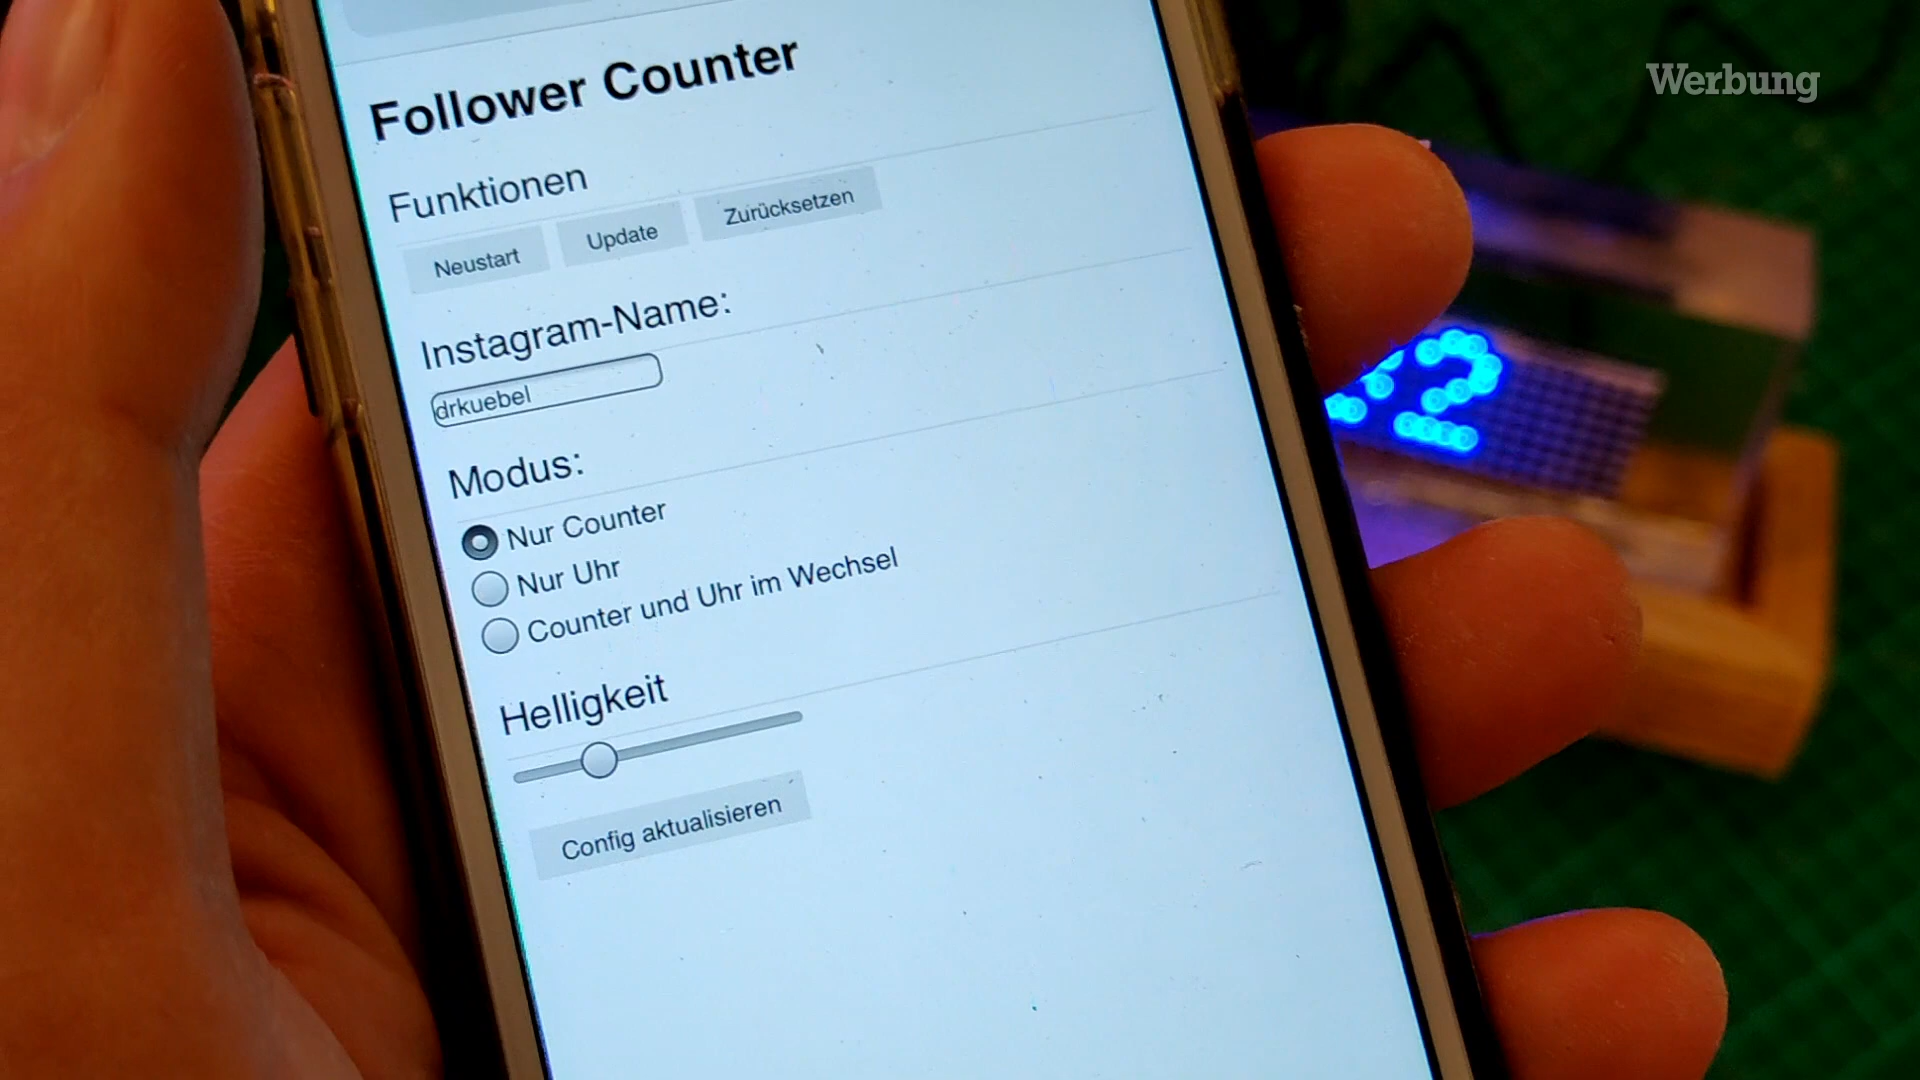 Werbung
Follower Counter
Funktionen
Neustart Update Zurücksetzen
Instagram-Name:
drkuebel
Modus:
Nur Counter
Nur Uhr
Counter und Uhr im Wechsel
Helligkeit
Config aktualisieren
2